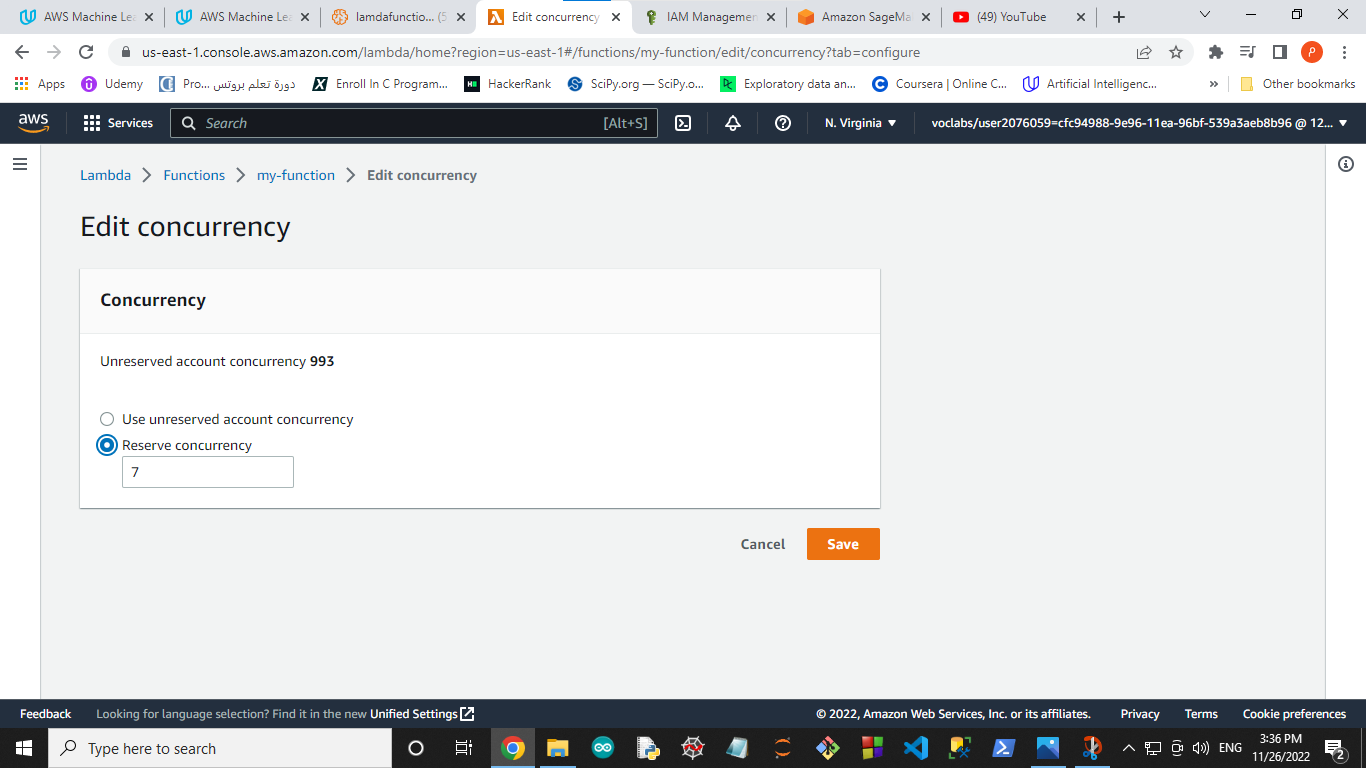 AWS Machine Lea
AWS Machine Lea
lamdafunctio... (5
Edit concurrency
IAM Managemen
Amazon SageMa
(49) YouTube
us-east-1.console.aws.amazon.com/lambda/home?region=us-east-1#/functions/my-function/edit/concurrency?tab=configure
P
Apps
Udemy
دورة تعلم بروتس ...Pro
Enroll In C Program...
HackerRank
SciPy.org — SciPy.o...
Exploratory data an...
Coursera | Online C...
Artificial Intelligenc...
»
Other bookmarks
aws
Services
Search
[Alt+S]
N. Virginia
voclabs/user2076059=cfc94988-9e96-11ea-96bf-539a3aeb8b96 @ 12...
Lambda > Functions > my-function > Edit concurrency
Edit concurrency
Concurrency
Unreserved account concurrency 993
Use unreserved account concurrency
Reserve concurrency
7
Cancel
Save
Feedback
Looking for language selection? Find it in the new Unified Settings
© 2022, Amazon Web Services, Inc. or its affiliates.
Privacy
Terms
Cookie preferences
Type here to search
ENG
3:36 PM
11/26/2022
2